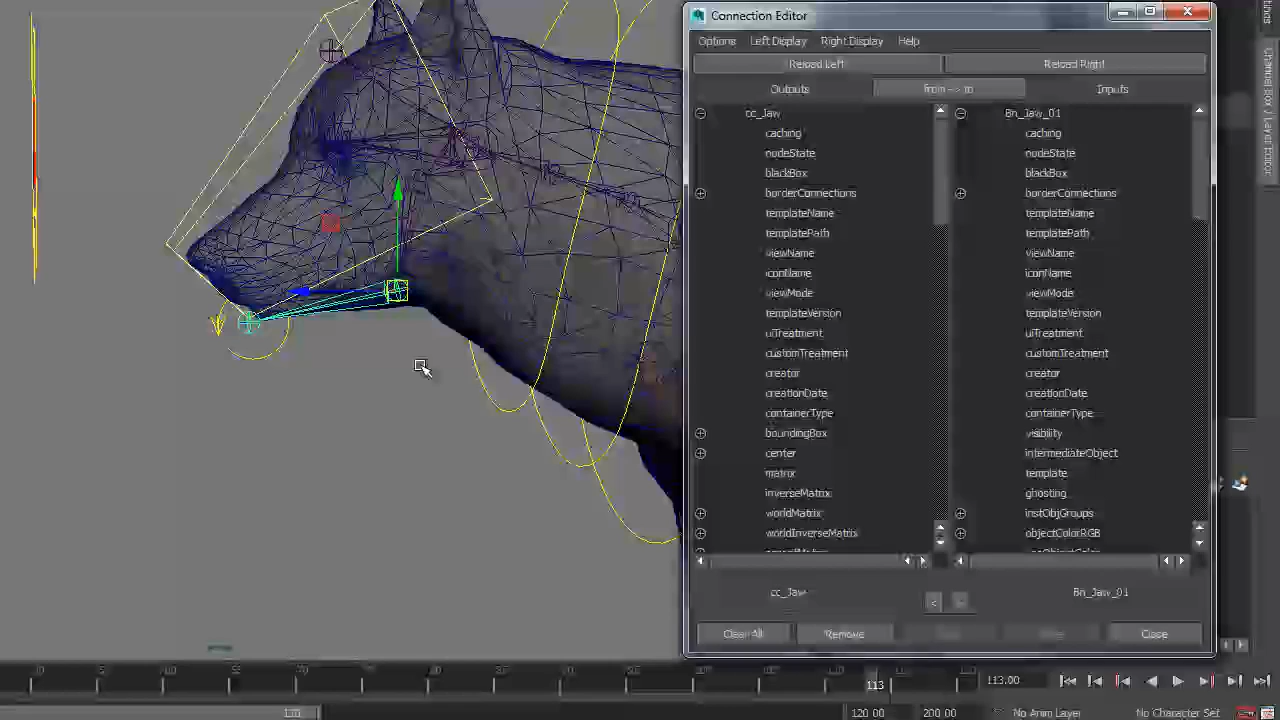 Connection Editor
Options Left Display Right Display Help
Reload Left Reload Right
Outputs from --> to Inputs
cc_Jaw Bn_Jaw_01
caching caching
nodeState nodeState
blackBox blackBox
borderConnections borderConnections
templateName templateName
templatePath templatePath
viewName viewName
iconName iconName
viewMode viewMode
templateVersion templateVersion
uiTreatment uiTreatment
customTreatment customTreatment
creator creator
creationDate creationDate
containerType containerType
boundingBox visibility
center intermediateObject
matrix template
inverseMatrix ghosting
worldMatrix instObjGroups
worldInverseMatrix objectColorRGB
cc_Jaw < Bn_Jaw_01
Clear All Remove Close
Channel Box / Layer Editor
113 113.00
120.00 200.00 No Anim Layer No Character Set